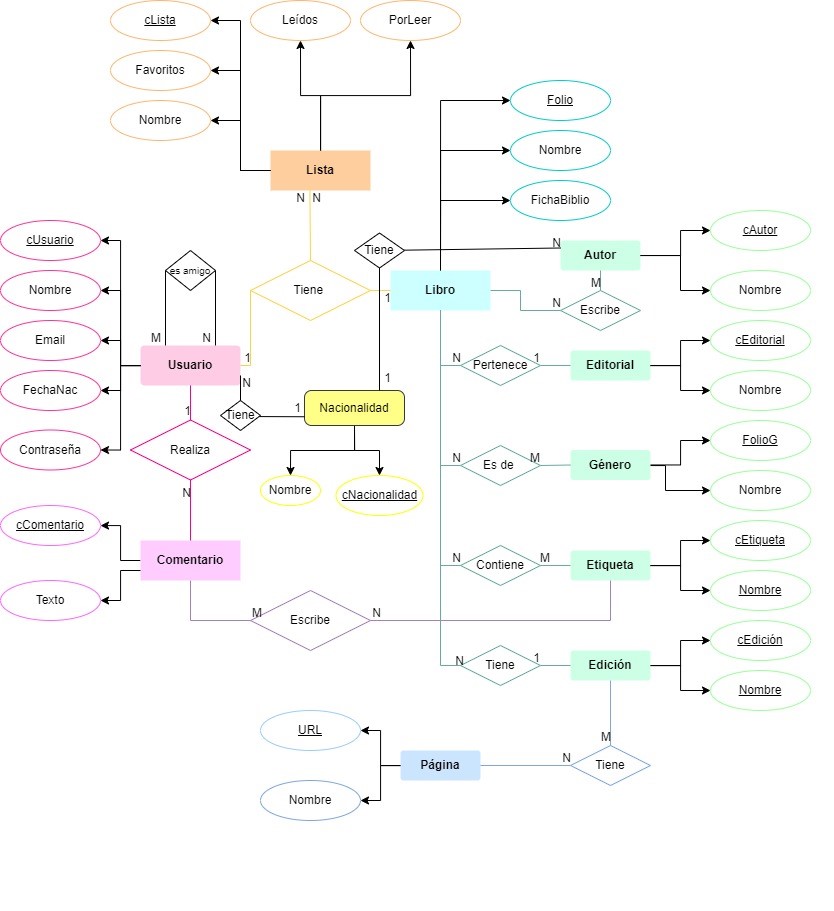 cLista
Leídos
PorLeer
Favoritos
Nombre
Lista
N N
Folio
Nombre
FichaBiblio
cUsuario
Nombre
Email
FechaNac
Contraseña
es amigo
M N
Usuario
1
N
Tiene
1
Tiene
N
1
Libro
Autor
M
N
Escribe
cAutor
Nombre
Tiene
1
Nacionalidad
Nombre
cNacionalidad
N
Pertenece
1
Editorial
cEditorial
Nombre
1
Realiza
N
N
Es de
M
Género
FolioG
Nombre
cComentario
Texto
Comentario
N
Contiene
M
Etiqueta
cEtiqueta
Nombre
M
Escribe
N
N
Tiene
1
Edición
cEdición
Nombre
M
N
Tiene
Página
URL
Nombre
1